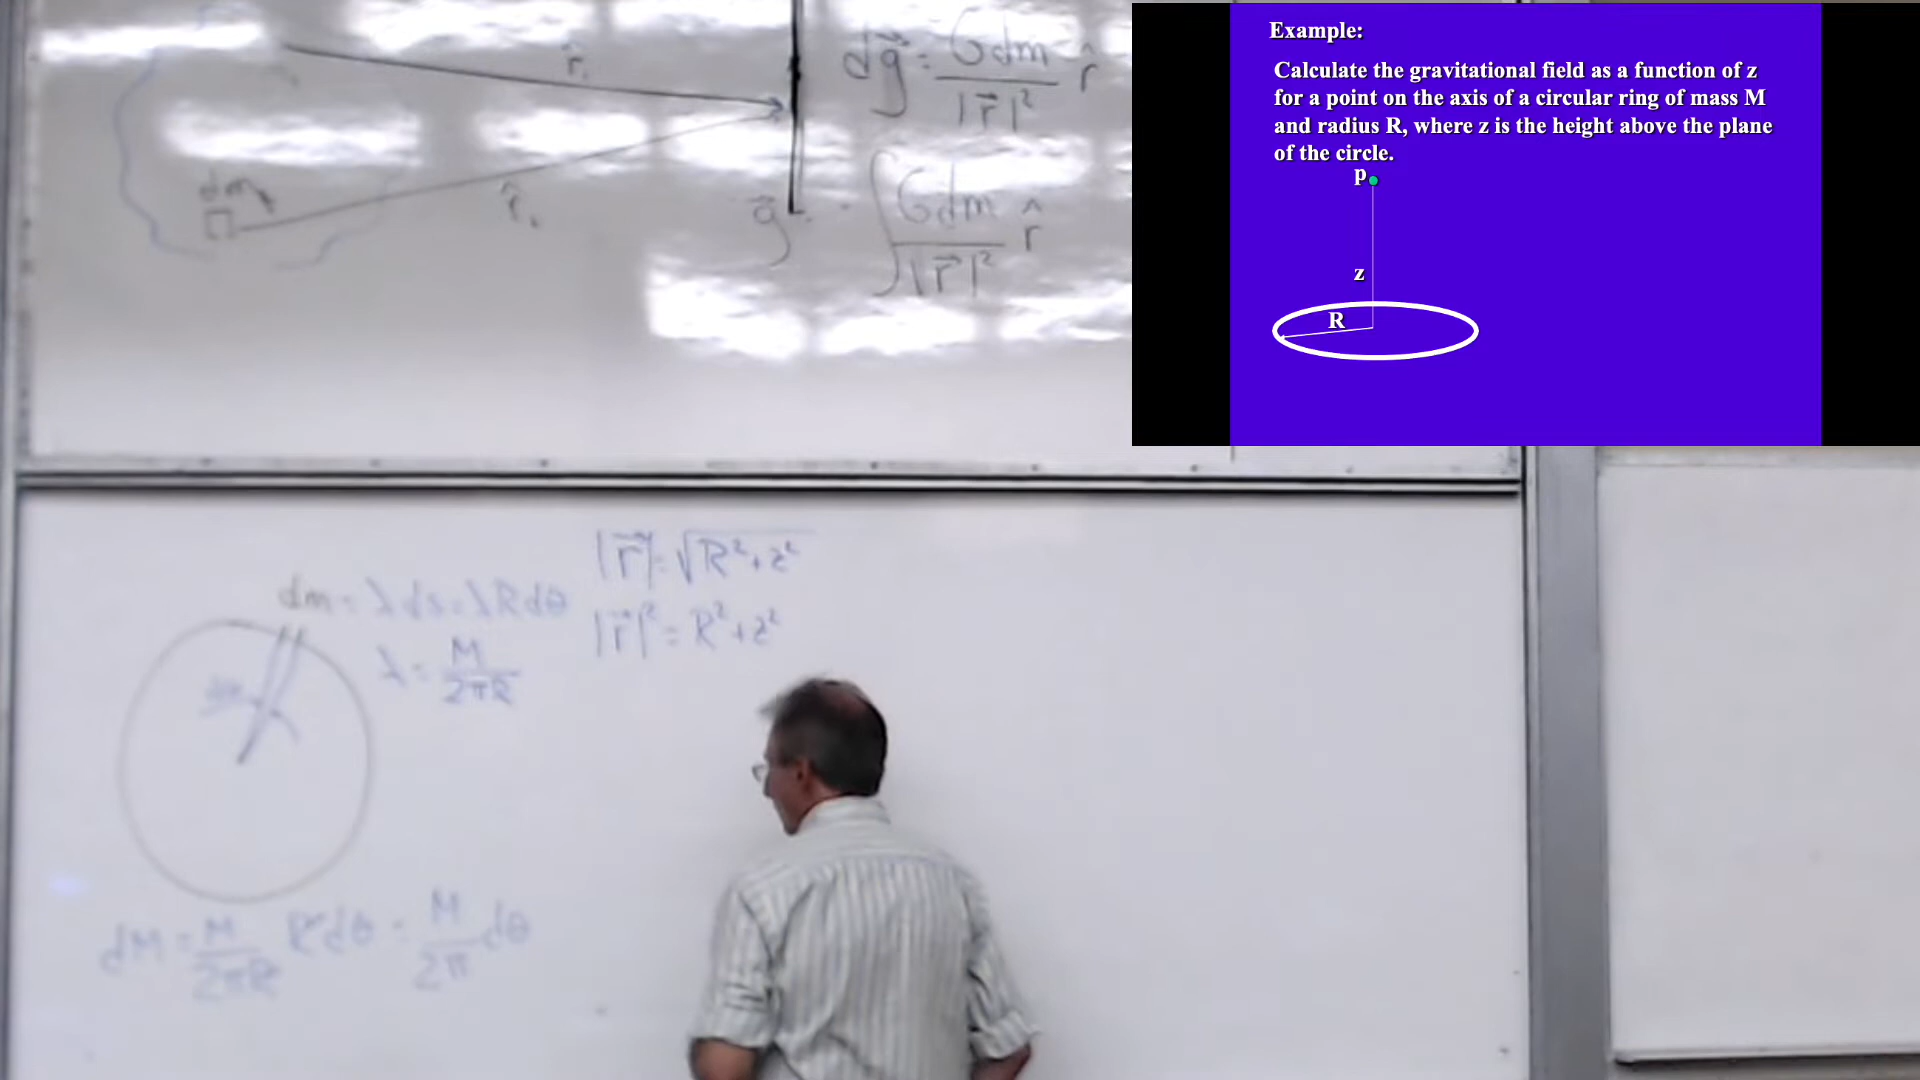 r̂
dg⃗ = Gdm / |r⃗|² r̂
dm
r̂
g⃗ = ∫ Gdm / |r⃗|² r̂
Example:
Calculate the gravitational field as a function of z
for a point on the axis of a circular ring of mass M
and radius R, where z is the height above the plane
of the circle.
p
z
R
dm = λds = λRdθ
λ = M / 2πR
|r⃗| = √R²+z²
|r⃗|² = R²+z²
dM = M / 2πR Rdθ = M / 2π dθ